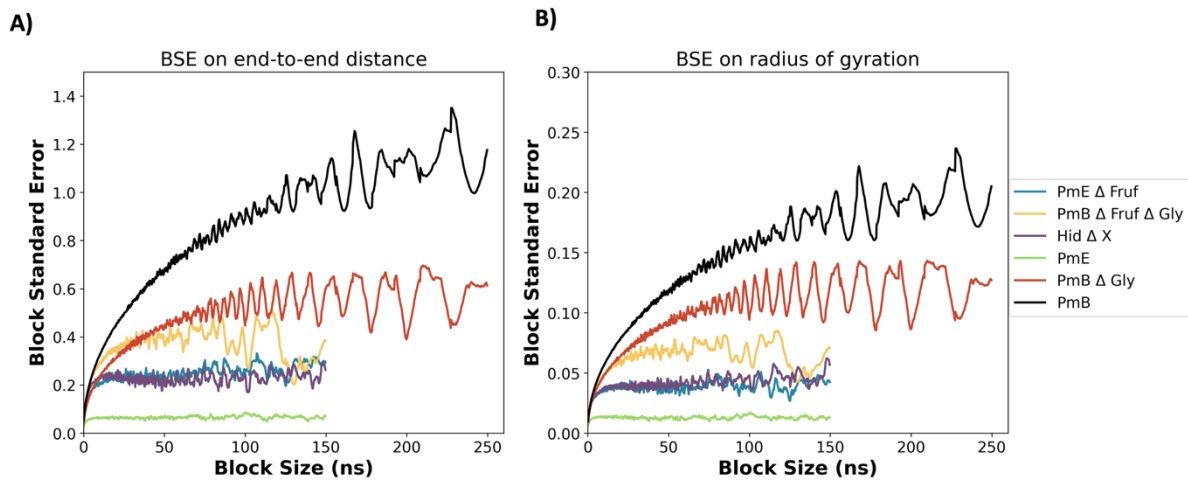 A)
BSE on end-to-end distance
Block Standard Error
1.4
1.2
1.0
0.8
0.6
0.4
0.2
0.0
0
50
100
150
200
250
Block Size (ns)
B)
BSE on radius of gyration
Block Standard Error
0.30
0.25
0.20
0.15
0.10
0.05
0.00
0
50
100
150
200
250
Block Size (ns)
PmE Δ Fruf
PmB Δ Fruf Δ Gly
Hid Δ X
PmE
PmB Δ Gly
PmB